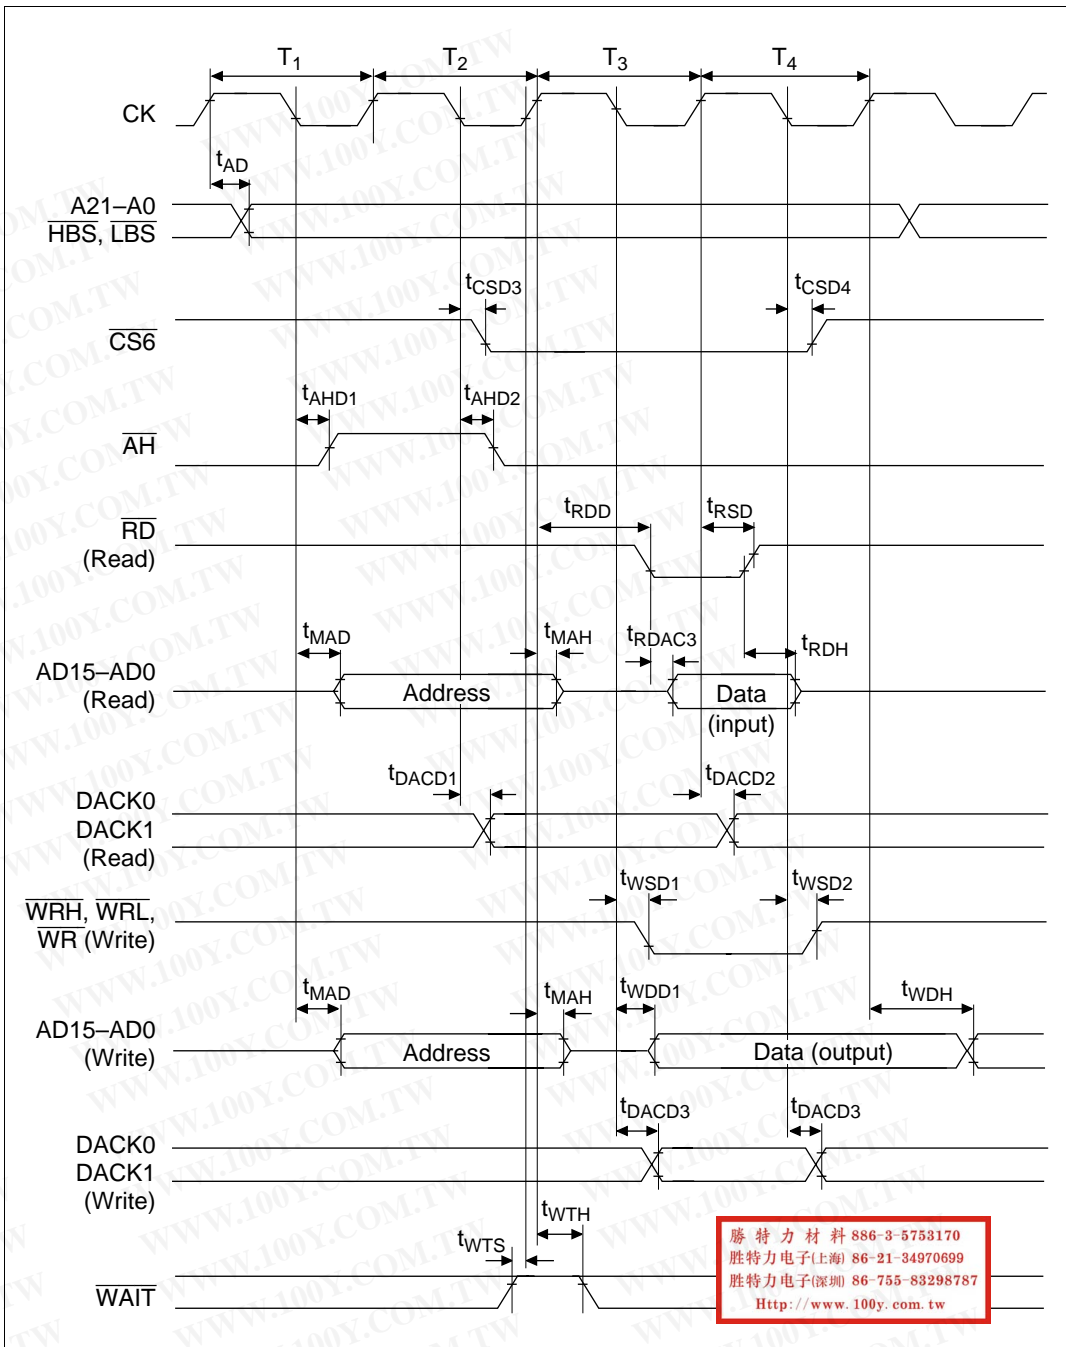 T1 T2 T3 T4
CK
tAD
A21–A0
HBS, LBS
tCSD3 tCSD4
CS6
tAHD1 tAHD2
AH
tRDD tRSD
RD
(Read)
tMAD tMAH tRDAC3 tRDH
AD15–AD0
(Read)
Address
Data
(input)
tDACD1 tDACD2
DACK0
DACK1
(Read)
tWSD1 tWSD2
WRH, WRL,
WR (Write)
tMAD tMAH tWDD1 tWDH
AD15–AD0
(Write)
Address Data (output)
tDACD3 tDACD3
DACK0
DACK1
(Write)
tWTH
tWTS
WAIT
勝特力材料 886-3-5753170
胜特力电子(上海) 86-21-34970699
胜特力电子(深圳) 86-755-83298787
Http://www.100y.com.tw
WWW.100Y.COM.TW